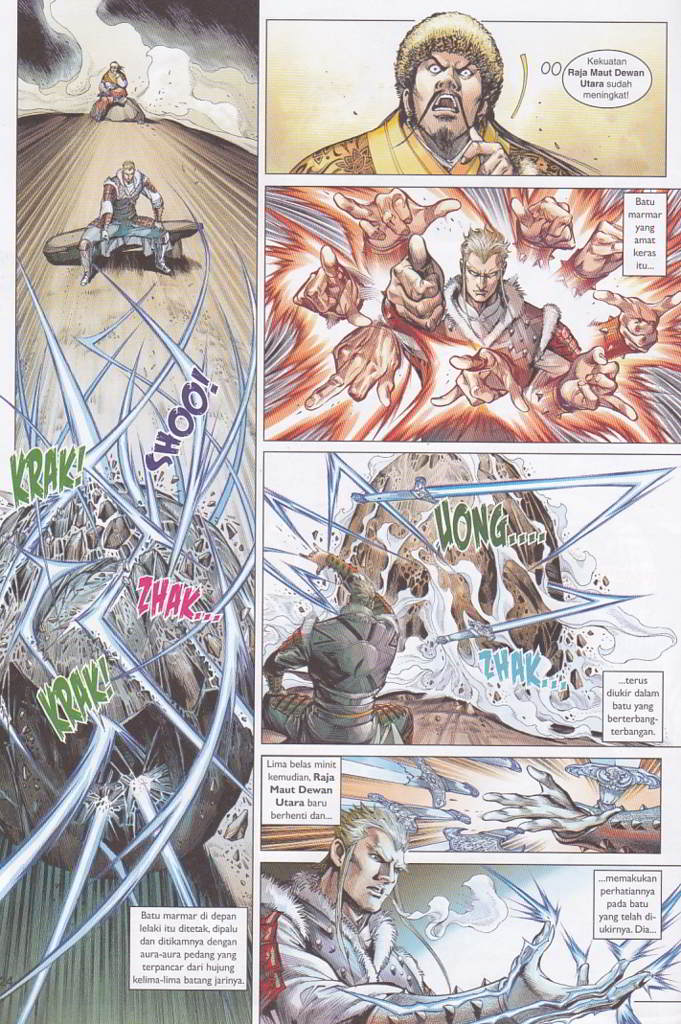 SHOO!
KRAK!
ZHAK...
KRAK!
Batu marmar di depan
lelaki itu ditetak, dipalu
dan ditikamnya dengan
aura-aura pedang yang
terpancar dari hujung
kelima-lima batang jarinya.
24
Kekuatan
Raja Maut Dewan
Utara sudah
meningkat!
Batu
marmar
yang
amat
keras
itu...
UONG....
ZHAK...
...terus
diukir dalam
batu yang
berterbang-
terbangan.
Lima belas minit
kemudian, Raja
Maut Dewan
Utara baru
berhenti dan...
...memakukan
perhatiannya
pada batu
yang telah di-
ukirnya. Dia...